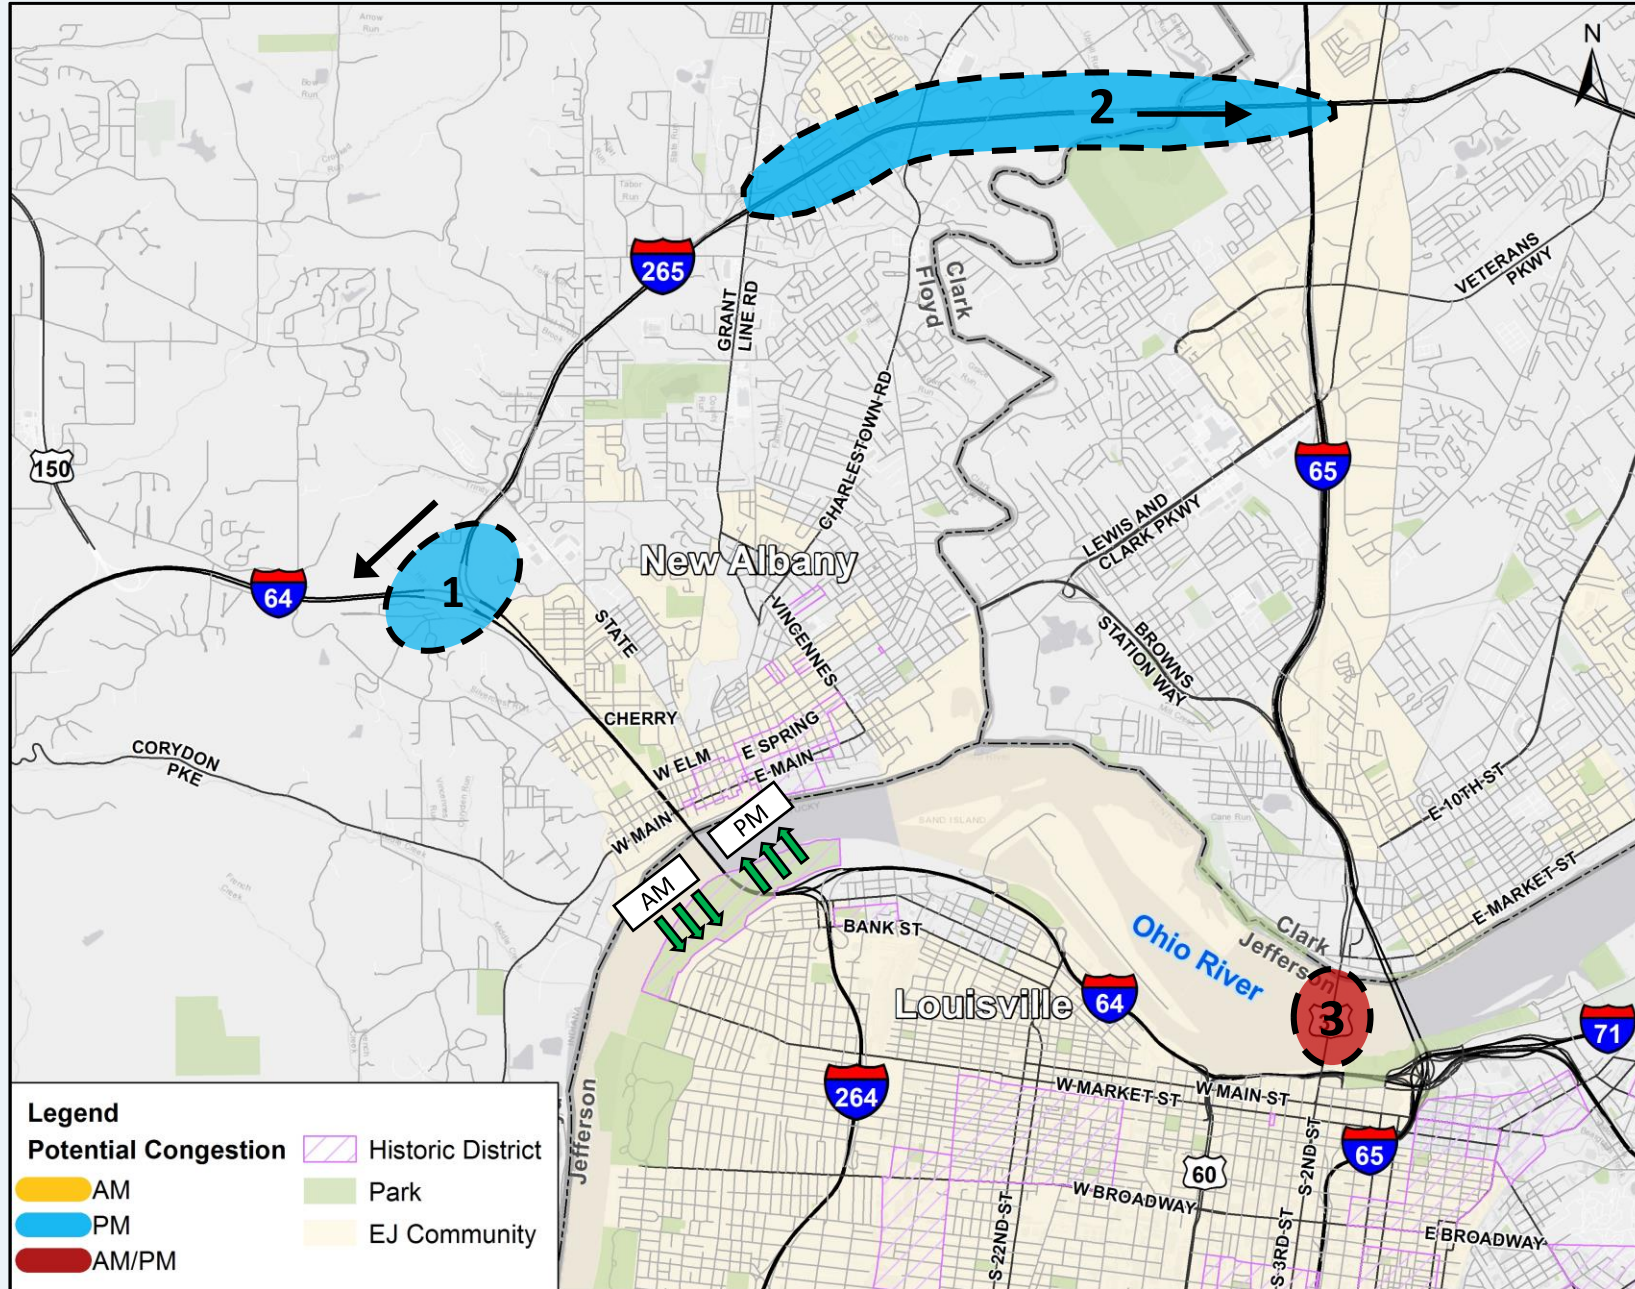 N
2
265
Clark
Floyd
GRANT
LINE RD
VETERANS
PKWY
CHARLESTOWN RD
150
65
LEWIS AND
CLARK PKWY
New Albany
64
1
STATE
VINCENNES
BROWNS
STATION WAY
CHERRY
CORYDON
PKE
W ELM
E SPRING
E MAIN
W MAIN
PM
AM
SAND ISLAND
Cane Run
E 10TH ST
E MARKET ST
BANK ST
Ohio River
Clark
Jefferson
Louisville
64
3
71
264
W MARKET ST
W MAIN ST
Jefferson
S 2ND ST
65
60
W BROADWAY
E BROADWAY
S 22ND ST
S 3RD ST
Legend
Potential Congestion
AM
PM
AM/PM
Historic District
Park
EJ Community